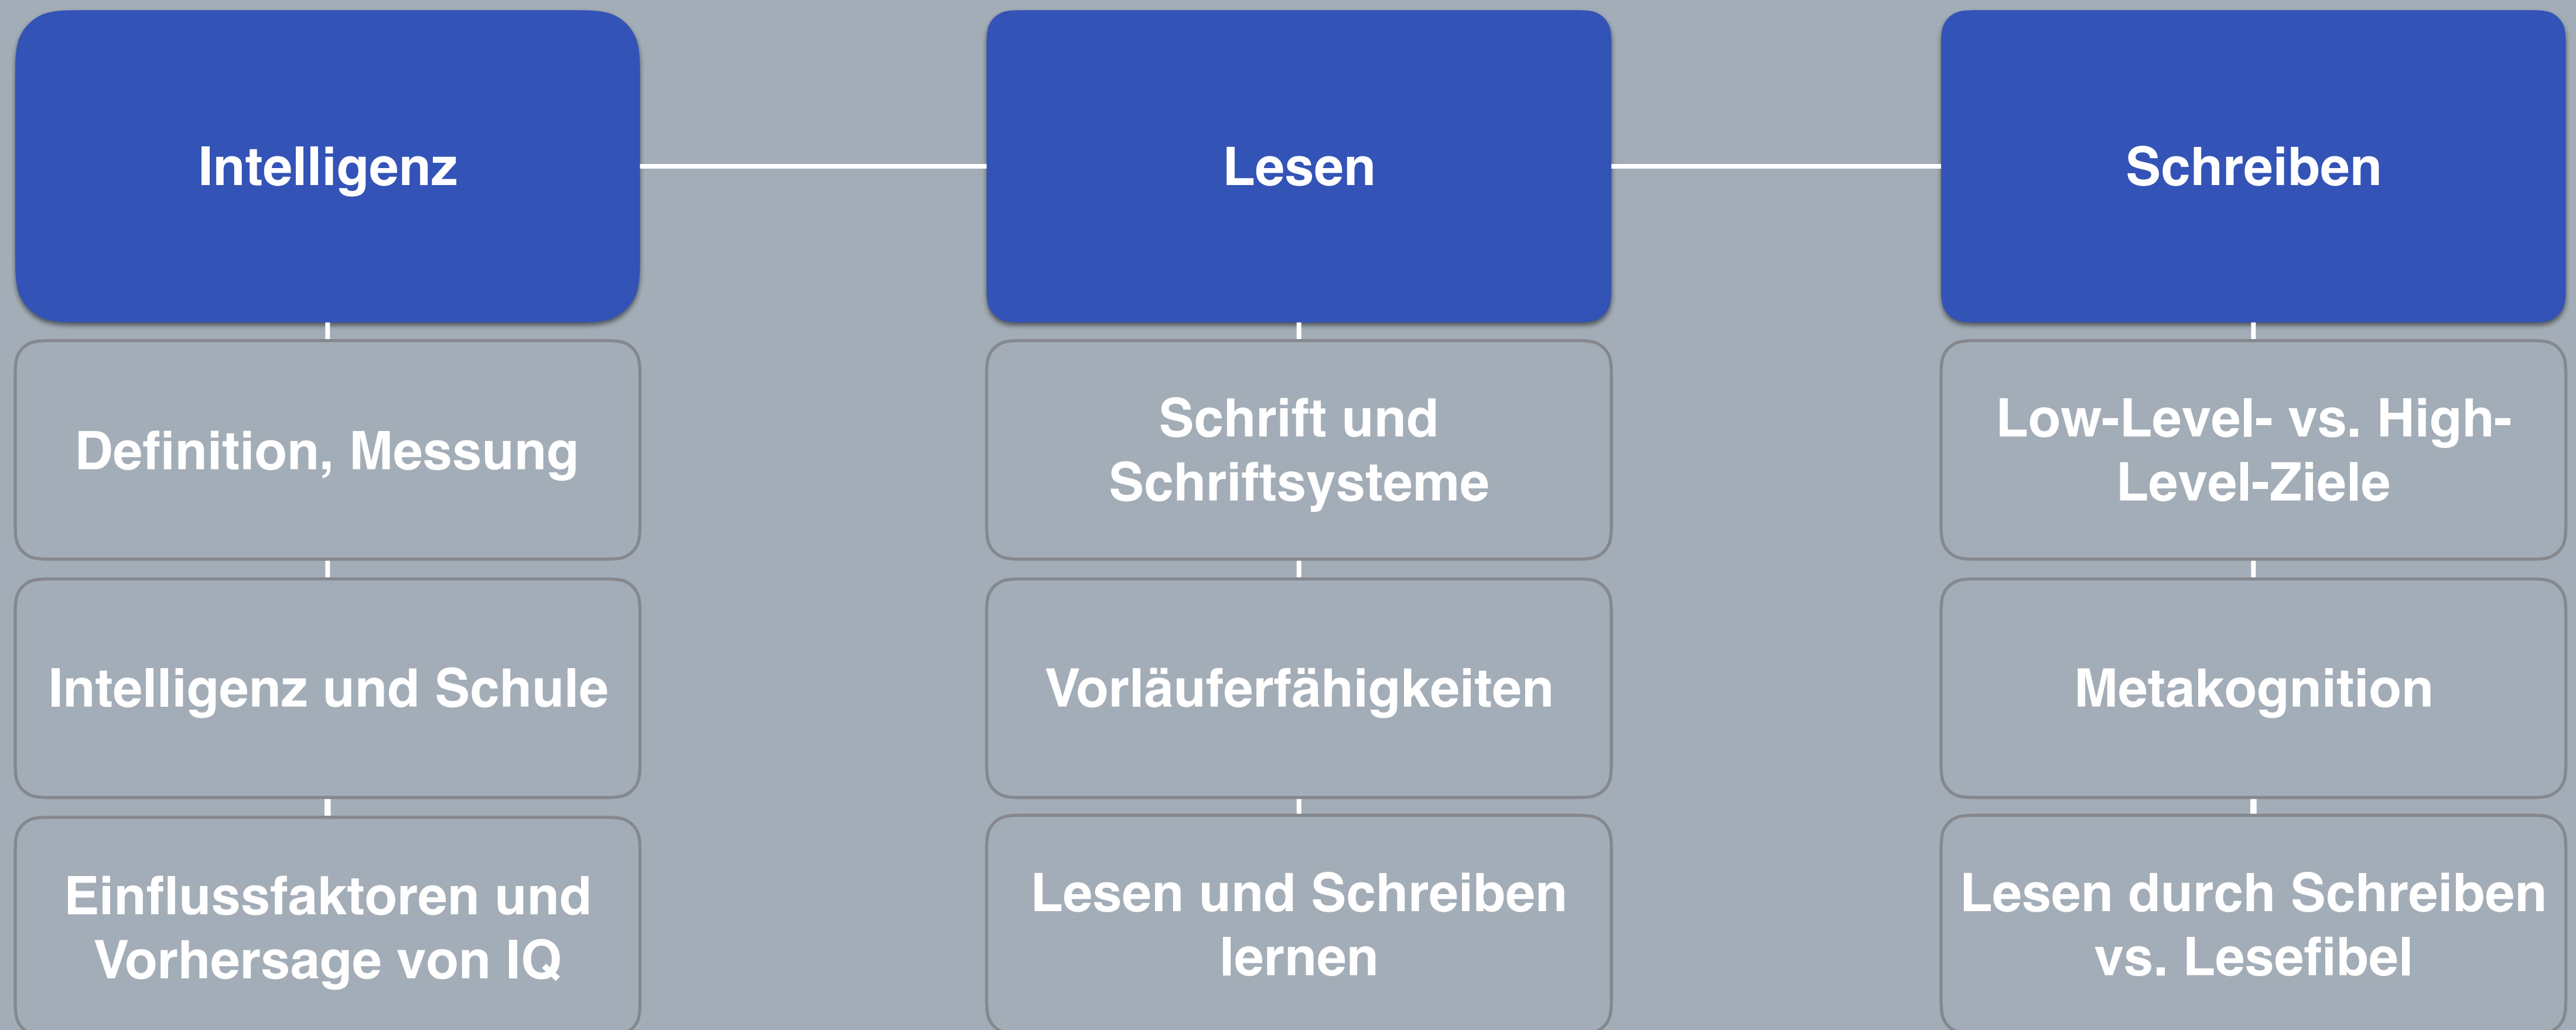 Intelligenz
Definition, Messung
Intelligenz und Schule
Einflussfaktoren und
Vorhersage von IQ
Lesen
Schrift und
Schriftsysteme
Vorläuferfähigkeiten
Lesen und Schreiben
lernen
Schreiben
Low-Level- vs. High-
Level-Ziele
Metakognition
Lesen durch Schreiben
vs. Lesefibel